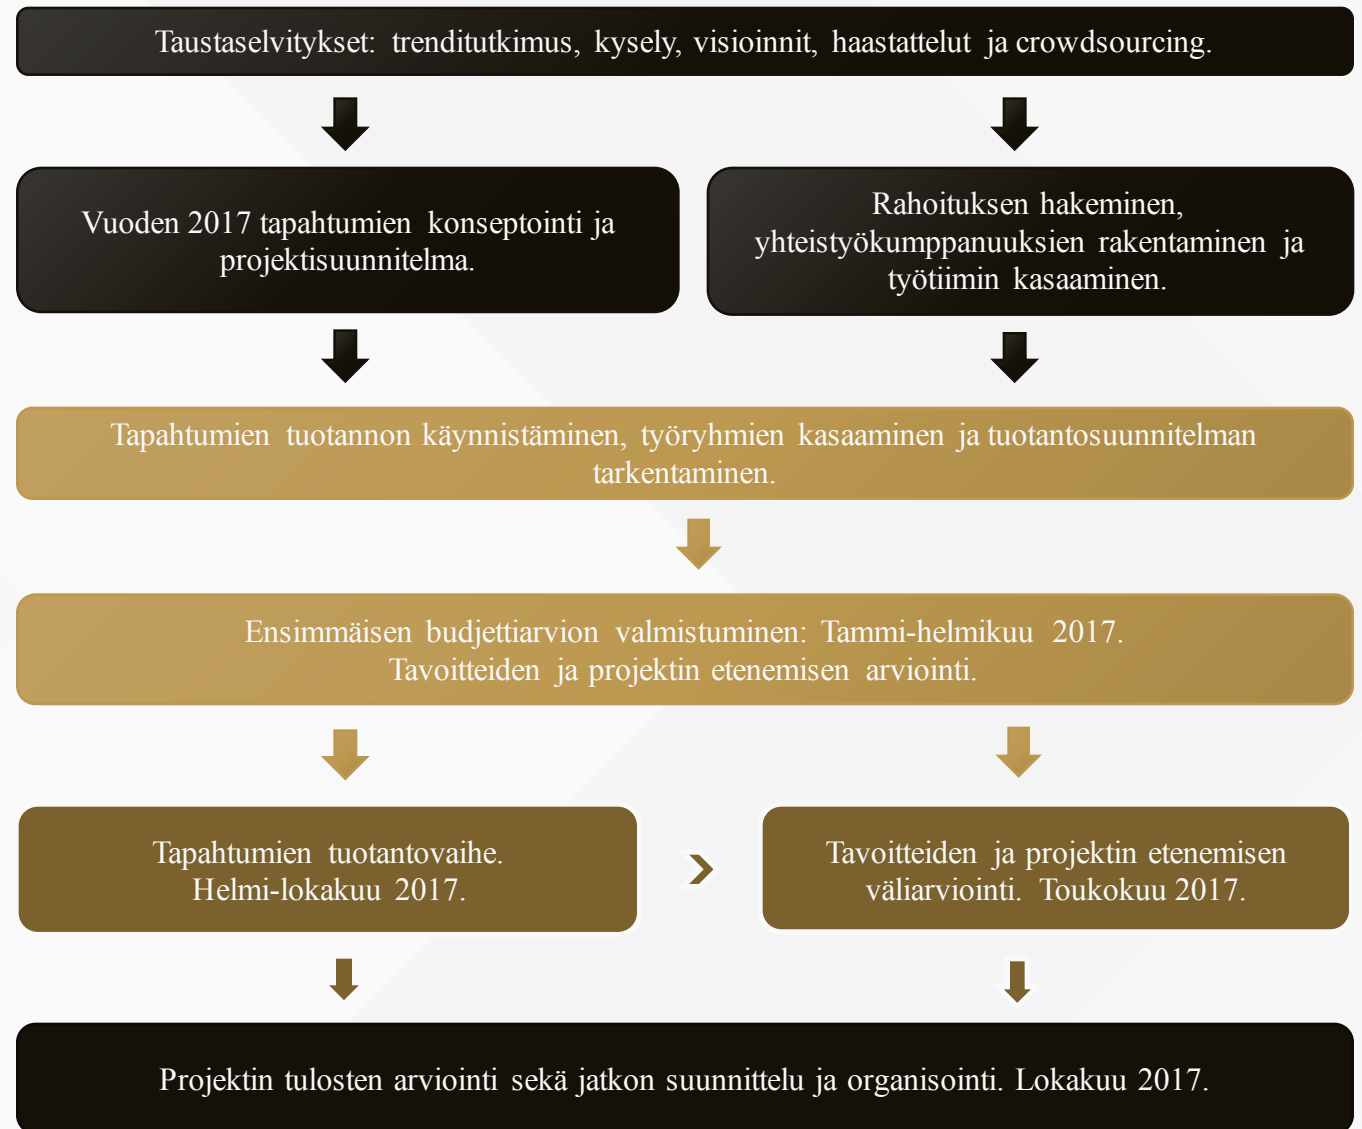 Taustaselvitykset: trenditutkimus, kysely, visioinnit, haastattelut ja crowdsourcing.
Vuoden 2017 tapahtumien konseptointi ja
projektisuunnitelma.
Rahoituksen hakeminen,
yhteistyökumppanuuksien rakentaminen ja
työtiimin kasaaminen.
Tapahtumien tuotannon käynnistäminen, työryhmien kasaaminen ja tuotantosuunnitelman
tarkentaminen.
Ensimmäisen budjettiarvion valmistuminen: Tammi-helmikuu 2017.
Tavoitteiden ja projektin etenemisen arviointi.
Tapahtumien tuotantovaihe.
Helmi-lokakuu 2017.
Tavoitteiden ja projektin etenemisen
väliarviointi. Toukokuu 2017.
Projektin tulosten arviointi sekä jatkon suunnittelu ja organisointi. Lokakuu 2017.